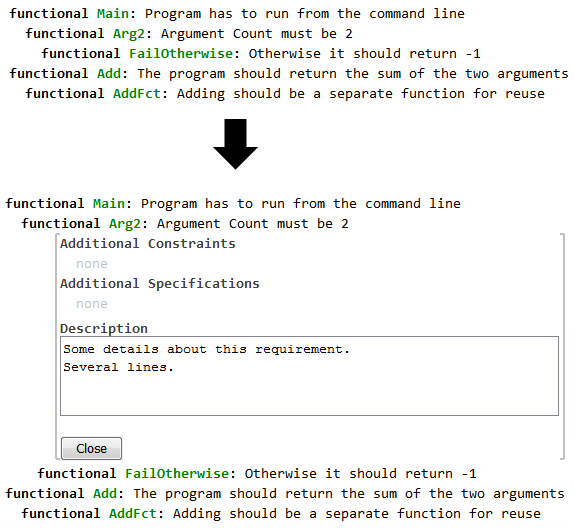 functional Main: Program has to run from the command line
functional Arg2: Argument Count must be 2
functional FailOtherwise: Otherwise it should return -1
functional Add: The program should return the sum of the two arguments
functional AddFct: Adding should be a separate function for reuse
functional Main: Program has to run from the command line
functional Arg2: Argument Count must be 2
Additional Constraints
none
Additional Specifications
none
Description
Some details about this requirement.
Several lines.
Close
functional FailOtherwise: Otherwise it should return -1
functional Add: The program should return the sum of the two arguments
functional AddFct: Adding should be a separate function for reuse